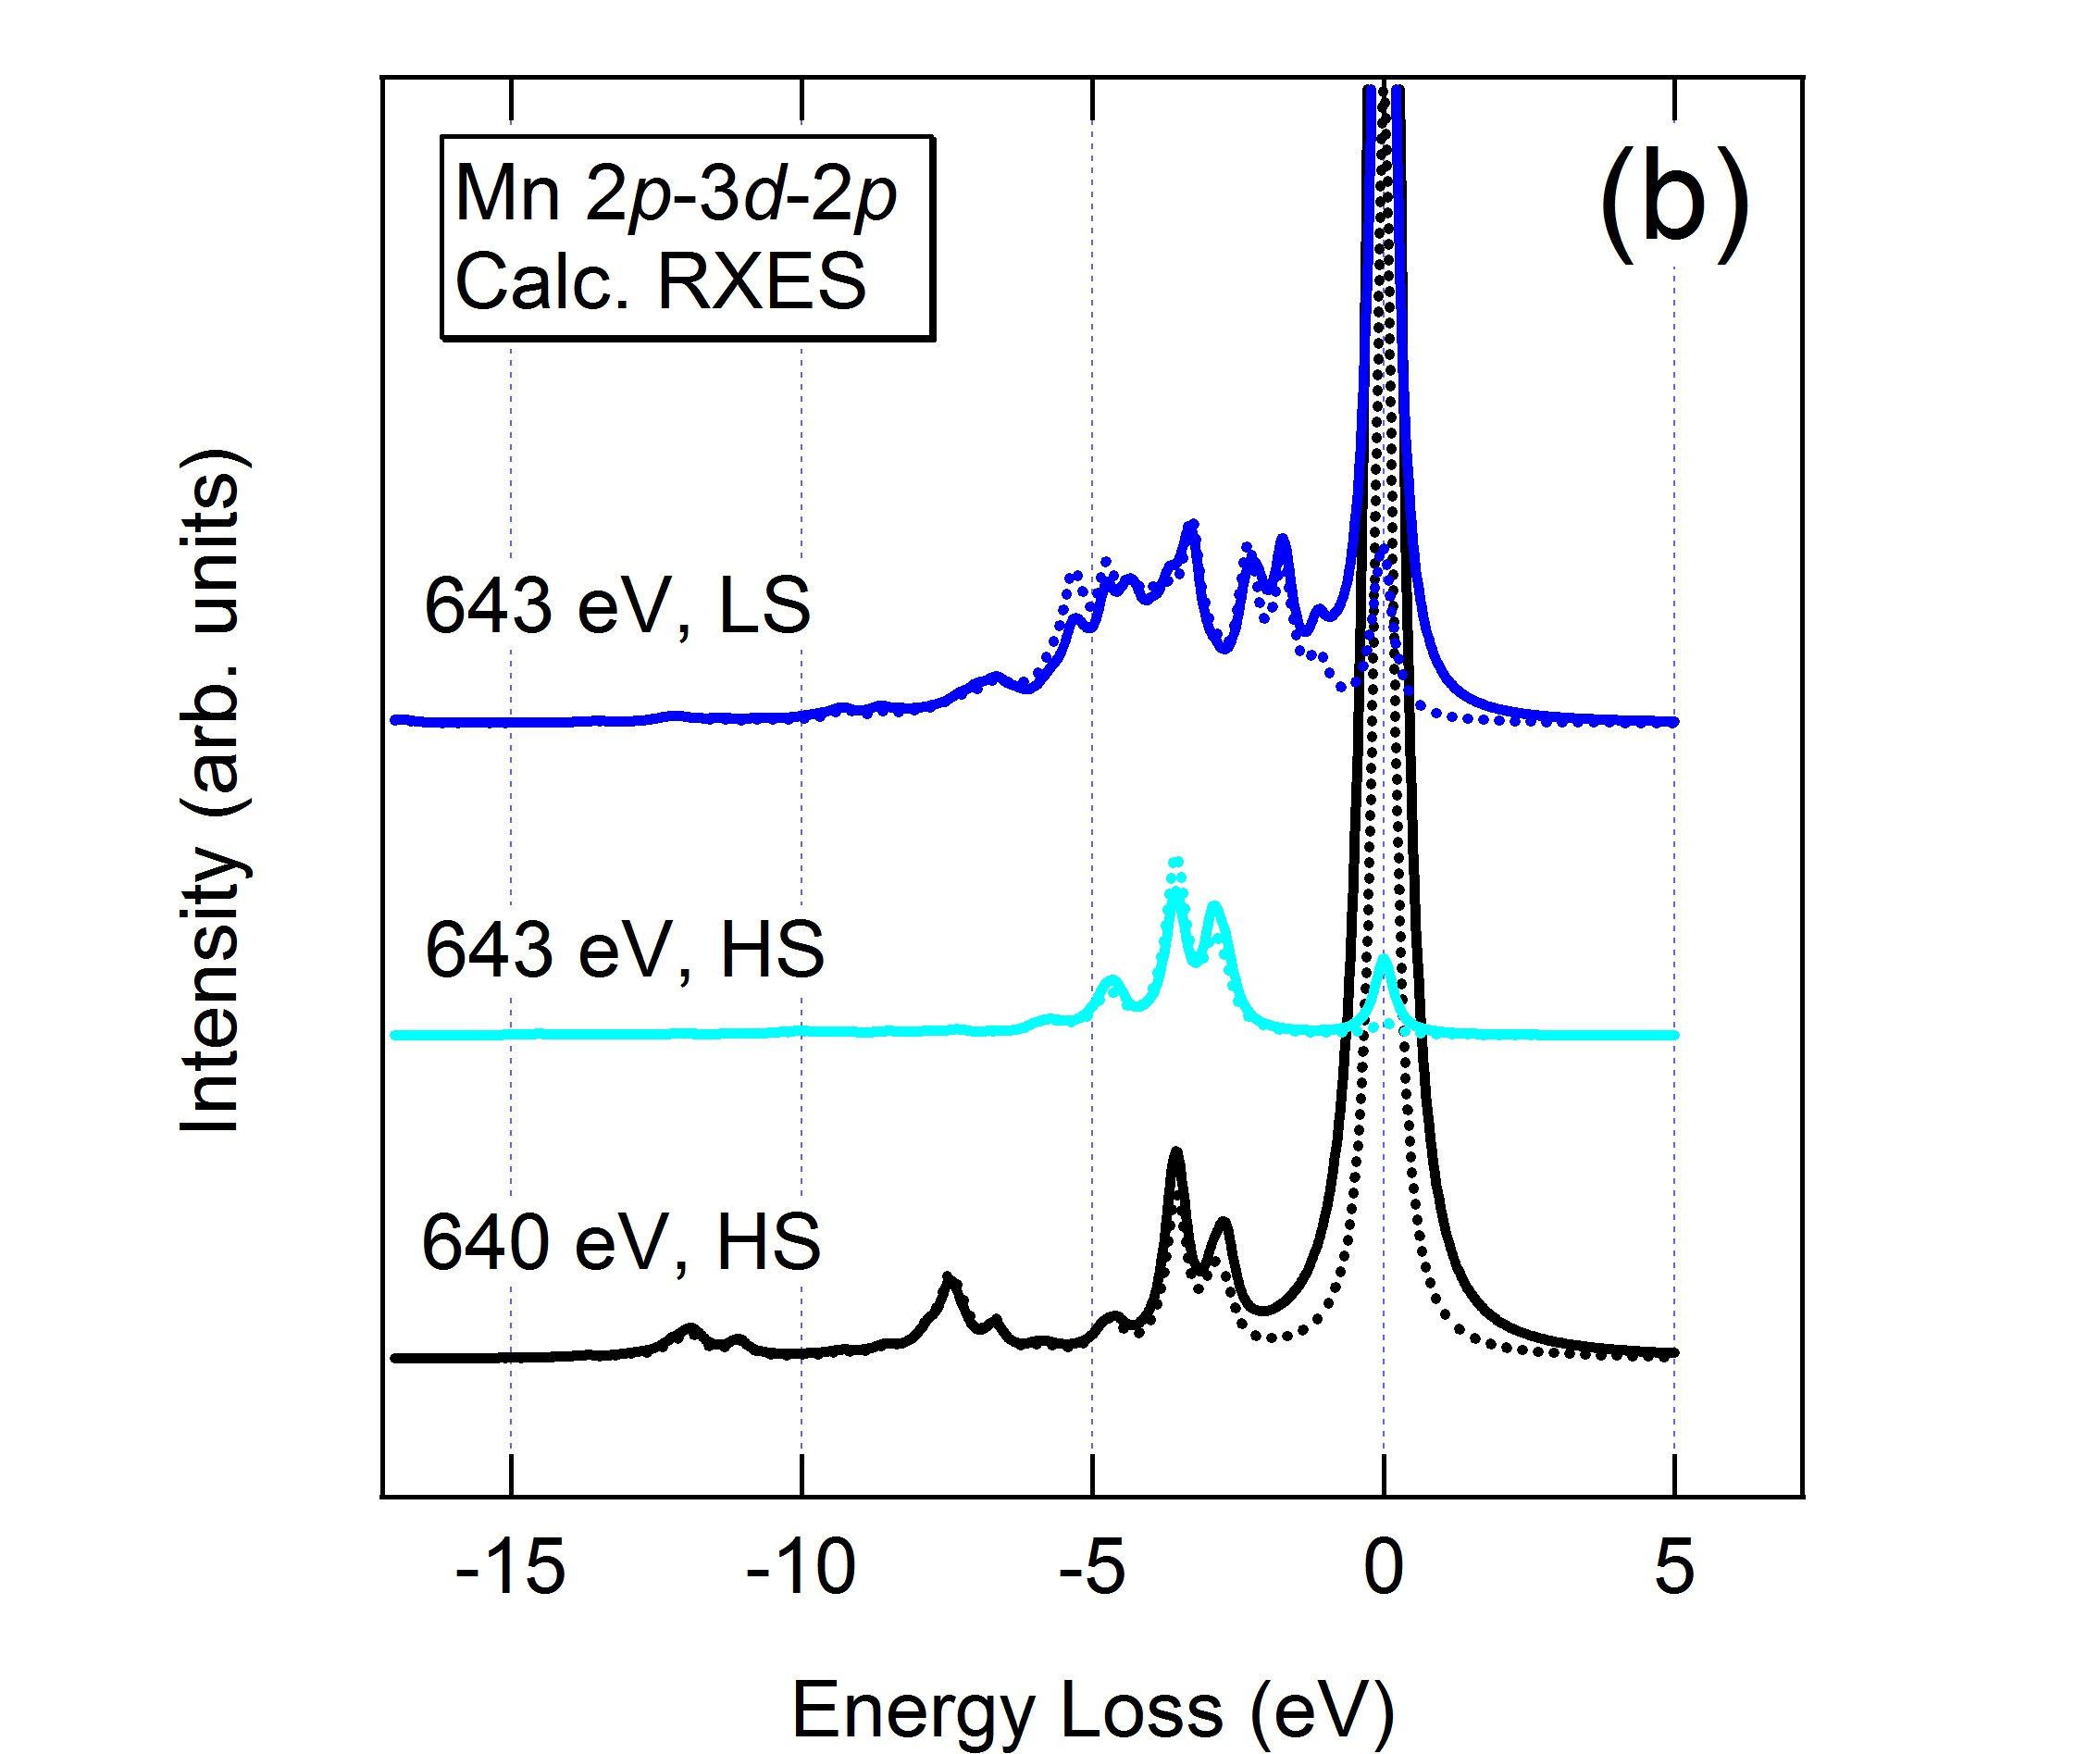 Mn 2p-3d-2p
Calc. RXES
(b)
643 eV, LS
643 eV, HS
640 eV, HS
Intensity (arb. units)
-15 -10 -5 0 5
Energy Loss (eV)